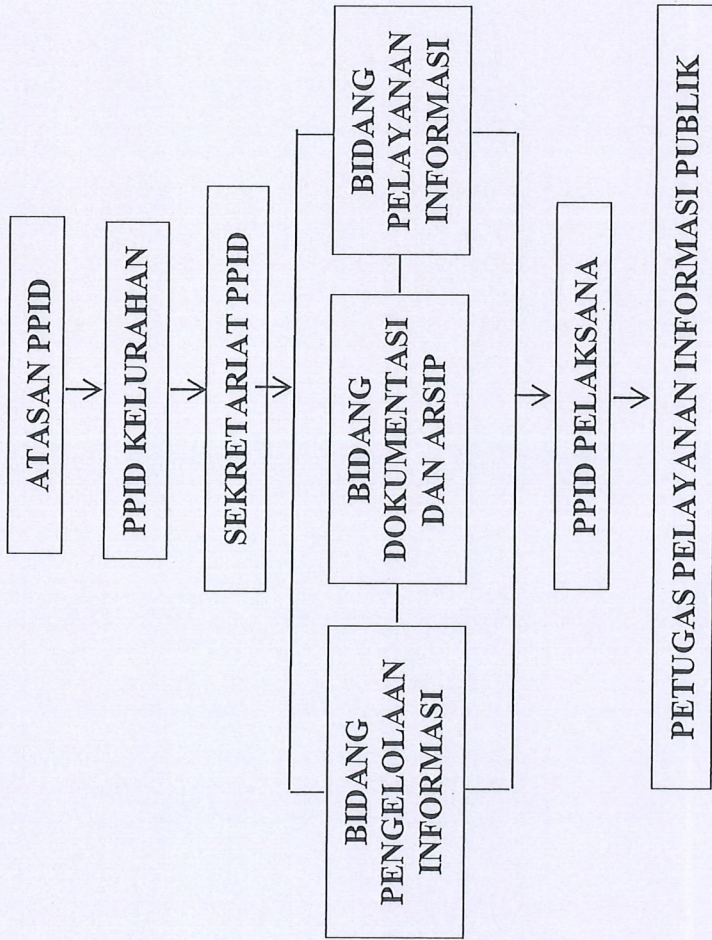 ATASAN PPID
PPID KELURAHAN
SEKRETARIAT PPID
BIDANG
PENGELOLAAN
INFORMASI
BIDANG
DOKUMENTASI
DAN ARSIP
BIDANG
PELAYANAN
INFORMASI
PPID PELAKSANA
PETUGAS PELAYANAN INFORMASI PUBLIK